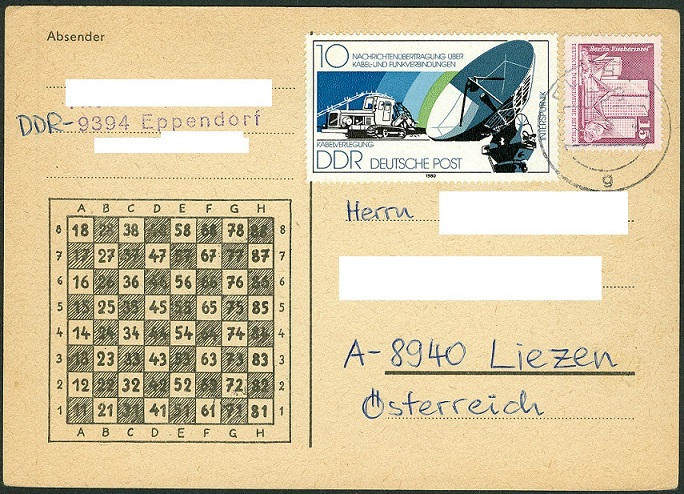 Absender
DDR-9394 Eppendorf
10 NACHRICHTENÜBERTRAGUNG ÜBER
KABEL-UND FUNKVERBINDUNGEN
INTERSPUTNIK
KABELVERLEGUNG
DDR DEUTSCHE POST
Berlin Fischerinsel
15
g
Herrn
A-8940 Liezen
Österreich
A B C D E F G H
8 18 28 38 48 58 68 78 88 8
7 17 27 37 47 57 67 77 87 7
6 16 26 36 46 56 66 76 86 6
5 15 25 35 45 55 65 75 85 5
4 14 24 34 44 54 64 74 84 4
3 13 23 33 43 53 63 73 83 3
2 12 22 32 42 52 62 72 82 2
1 11 21 31 41 51 61 71 81 1
A B C D E F G H